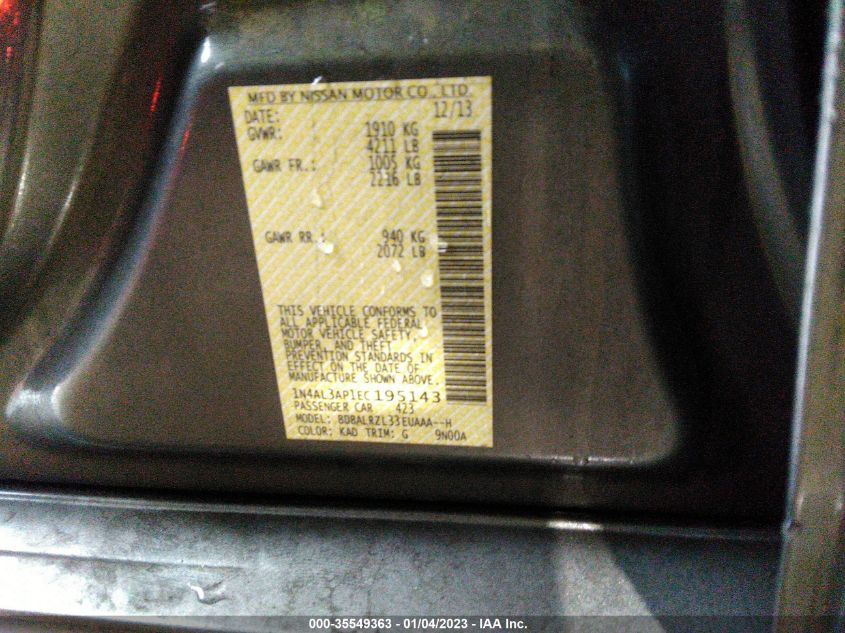 MFD BY NISSAN MOTOR CO., LTD.
DATE: 12/13
GVWR: 1910 KG
4211 LB
GAWR FR.: 1005 KG
2216 LB
GAWR RR.: 940 KG
2072 LB
THIS VEHICLE CONFORMS TO
ALL APPLICABLE FEDERAL
MOTOR VEHICLE SAFETY,
BUMPER, AND THEFT
PREVENTION STANDARDS IN
EFFECT ON THE DATE OF
MANUFACTURE SHOWN ABOVE.
1N4AL3AP1EC195143
PASSENGER CAR 423
MODEL: BDBALRZL33EUAAA--H
COLOR: KAD TRIM: G 9N00A
000-35549363 — 01/04/2023 — IAA Inc.